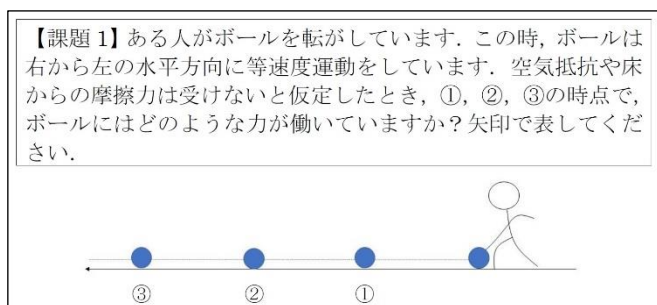 【課題1】ある人がボールを転がしています．この時，ボールは
右から左の水平方向に等速度運動をしています．空気抵抗や床
からの摩擦力は受けないと仮定したとき，①，②，③の時点で，
ボールにはどのような力が働いていますか？矢印で表してくだ
さい．
③ ② ①